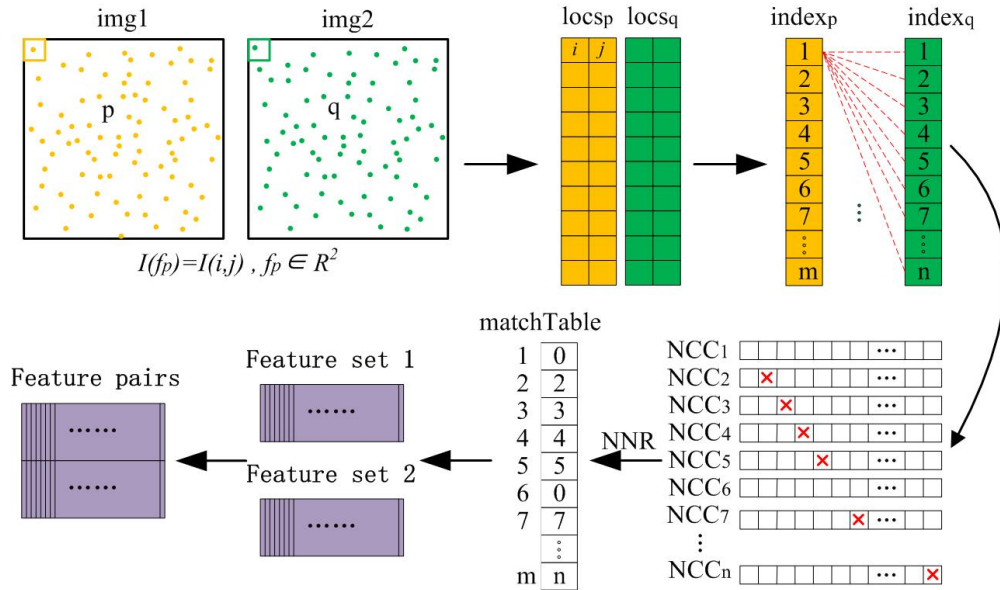 img1
img2
locsp
locsq
indexp
indexq
p
q
i j
1 1
2 2
3 3
4 4
5 5
6 6
7 7
m n
I(fp)=I(i,j) , fp ∈ R²
matchTable
1 0
2 2
3 3
4 4
5 5
6 0
7 7
m n
NCC1
NCC2
NCC3
NCC4
NCC5
NCC6
NCC7
NCCn
NNR
Feature set 1
Feature set 2
Feature pairs